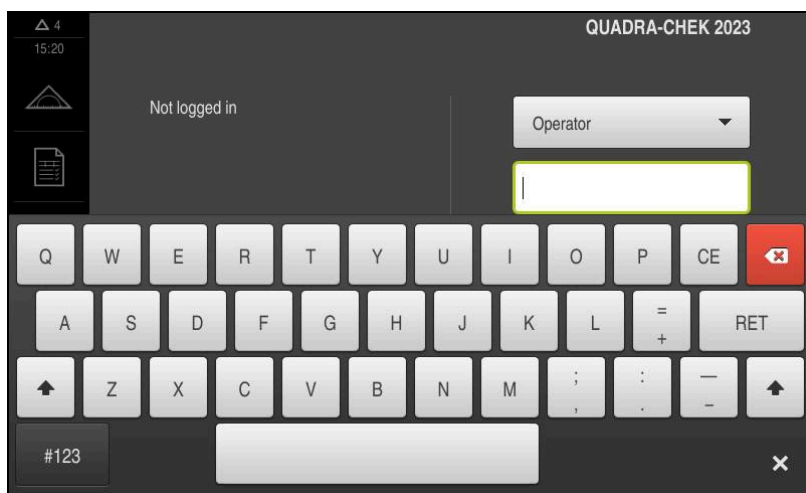 4
QUADRA-CHEK 2023
15:20
Not logged in
Operator
Q W E R T Y U I O P CE
A S D F G H J K L = + RET
Z X C V B N M ; , : . — –
#123